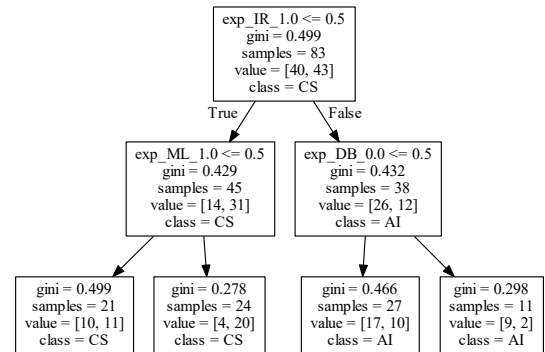 exp_IR_1.0 <= 0.5
gini = 0.499
samples = 83
value = [40, 43]
class = CS
True
False
exp_ML_1.0 <= 0.5
gini = 0.429
samples = 45
value = [14, 31]
class = CS
exp_DB_0.0 <= 0.5
gini = 0.432
samples = 38
value = [26, 12]
class = AI
gini = 0.499
samples = 21
value = [10, 11]
class = CS
gini = 0.278
samples = 24
value = [4, 20]
class = CS
gini = 0.466
samples = 27
value = [17, 10]
class = AI
gini = 0.298
samples = 11
value = [9, 2]
class = AI